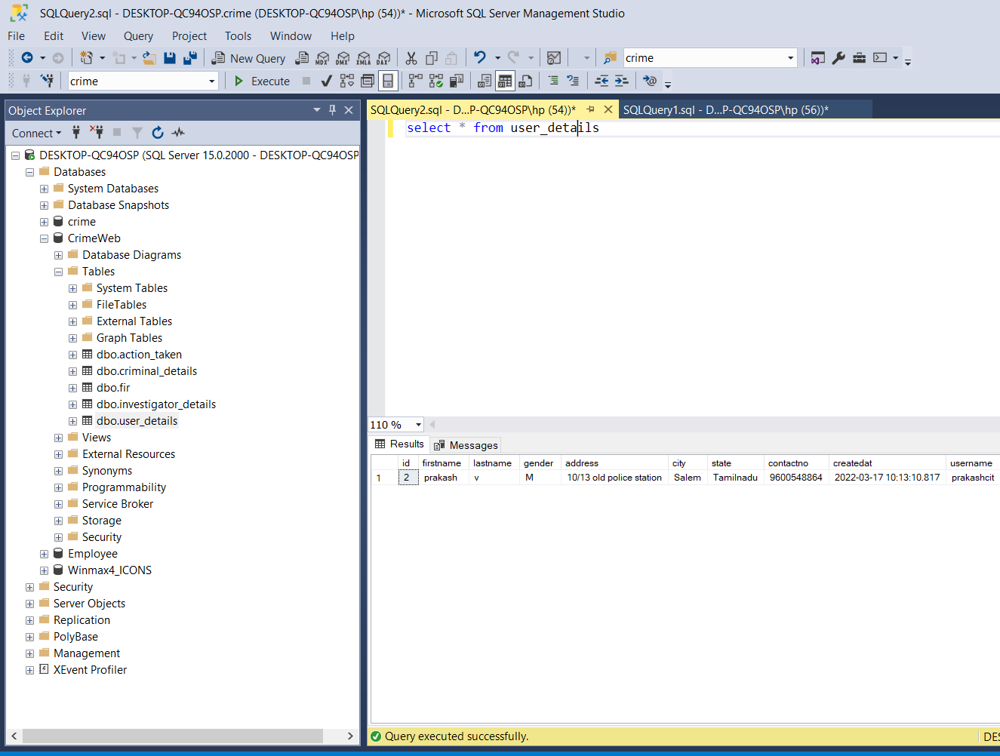 SQLQuery2.sql - DESKTOP-QC94OSP.crime (DESKTOP-QC94OSP\hp (54))* - Microsoft SQL Server Management Studio
File Edit View Query Project Tools Window Help
New Query MDX DMX XMLA DAX crime
crime Execute
Object Explorer
Connect
DESKTOP-QC94OSP (SQL Server 15.0.2000 - DESKTOP-QC94OSP
Databases
System Databases
Database Snapshots
crime
CrimeWeb
Database Diagrams
Tables
System Tables
FileTables
External Tables
Graph Tables
dbo.action_taken
dbo.criminal_details
dbo.fir
dbo.investigator_details
dbo.user_details
Views
External Resources
Synonyms
Programmability
Service Broker
Storage
Security
Employee
Winmax4_ICONS
Security
Server Objects
Replication
PolyBase
Management
XEvent Profiler
SQLQuery2.sql - D...P-QC94OSP\hp (54))* SQLQuery1.sql - D...P-QC94OSP\hp (56))*
select * from user_details
110 %
Results Messages
id firstname lastname gender address city state contactno createdat username
1 2 prakash v M 10/13 old police station Salem Tamilnadu 9600548864 2022-03-17 10:13:10.817 prakashcit
Query executed successfully. DES